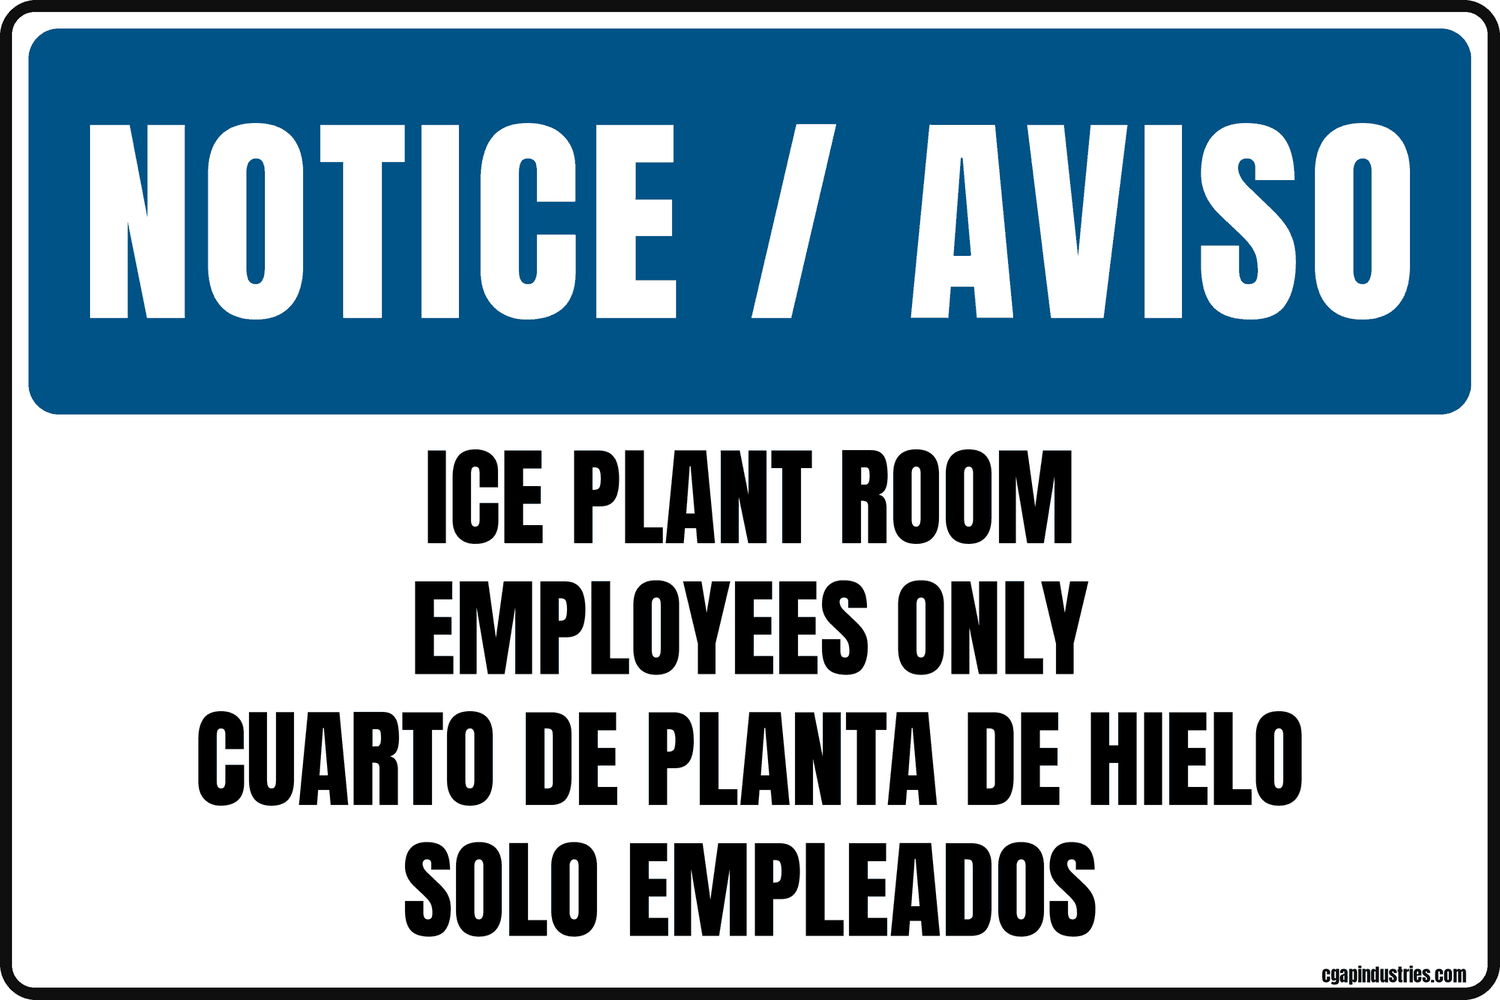 NOTICE / AVISO
ICE PLANT ROOM
EMPLOYEES ONLY
CUARTO DE PLANTA DE HIELO
SOLO EMPLEADOS
cgapindustries.com